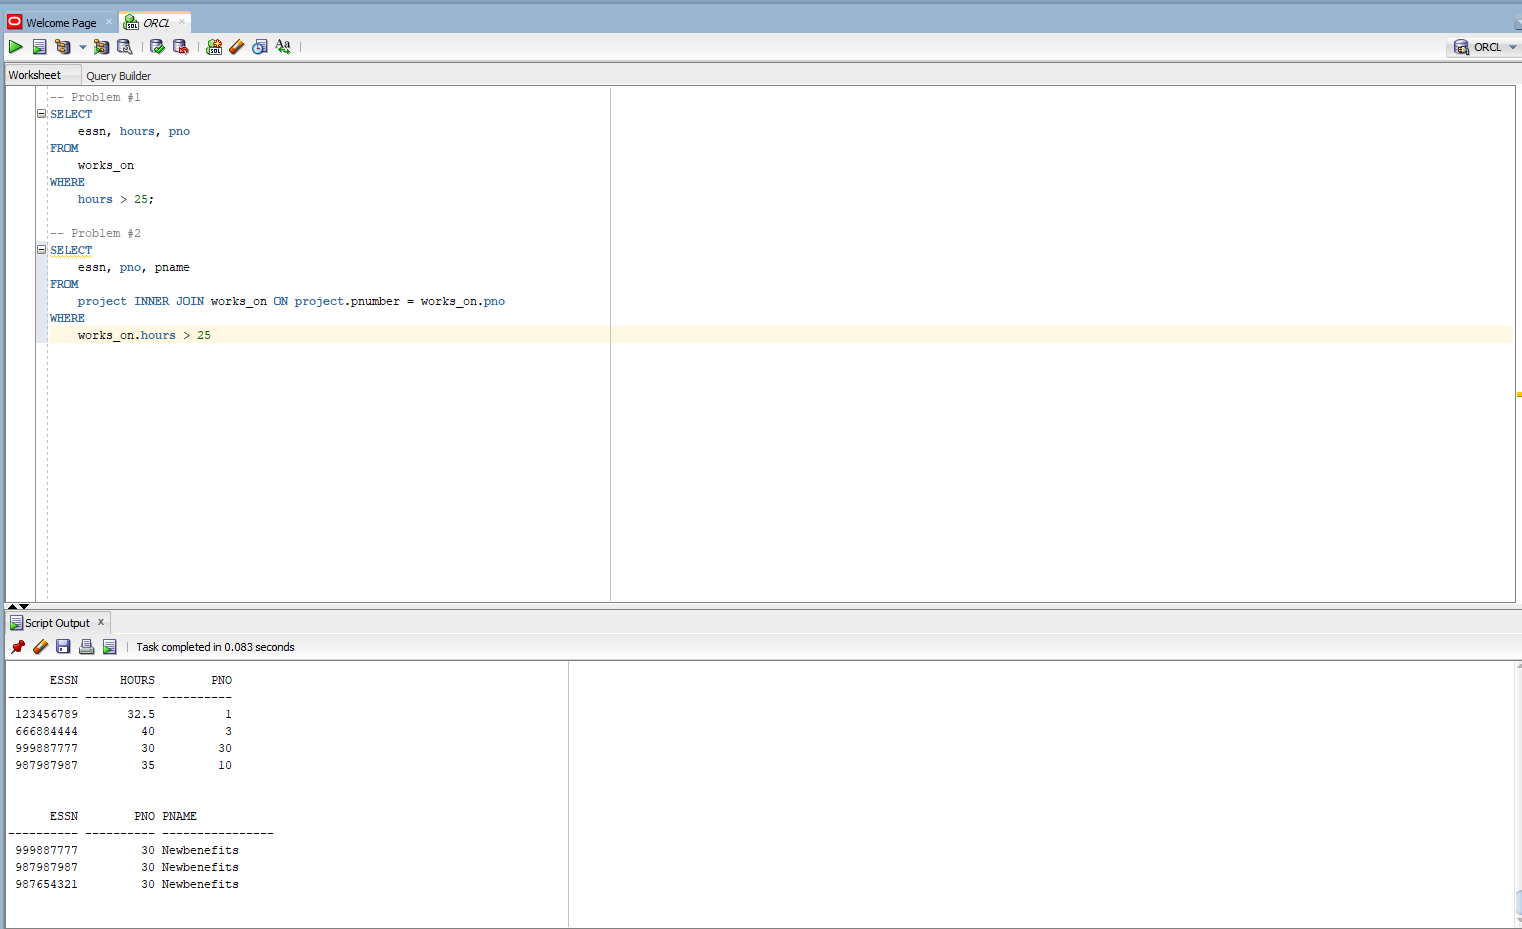 Welcome Page
ORCL
ORCL
Worksheet
Query Builder
-- Problem #1
SELECT
essn, hours, pno
FROM
works_on
WHERE
hours > 25;
-- Problem #2
SELECT
essn, pno, pname
FROM
project INNER JOIN works_on ON project.pnumber = works_on.pno
WHERE
works_on.hours > 25
Script Output x
Task completed in 0.083 seconds
ESSN HOURS PNO
---------- ---------- ----------
123456789 32.5 1
666884444 40 3
999887777 30 30
987987987 35 10
ESSN PNO PNAME
---------- ---------- ----------------
999887777 30 Newbenefits
987987987 30 Newbenefits
987654321 30 Newbenefits